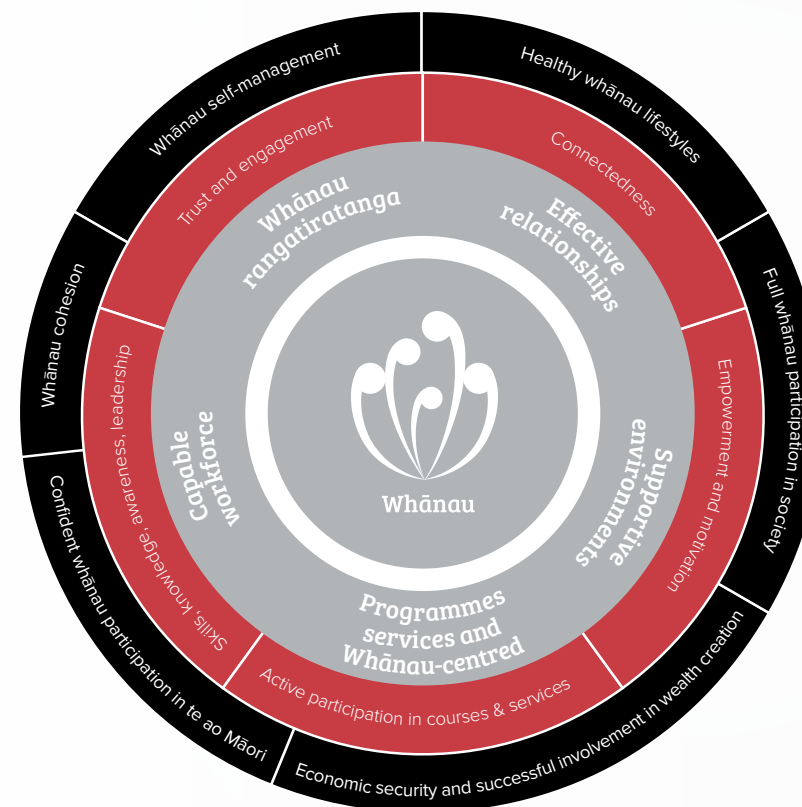 Whānau self-management
Healthy whānau lifestyles
Full whānau participation in society
Economic security and successful involvement in wealth creation
Confident whānau participation in te ao Māori
Whānau cohesion
Trust and engagement
Connectedness
Empowerment and motivation
Active participation in courses & services
Skills, knowledge, awareness, leadership
Whānau
rangatiratanga
Effective
relationships
Supportive
environments
Programmes
services and
Whānau-centred
Capable
workforce
Whānau